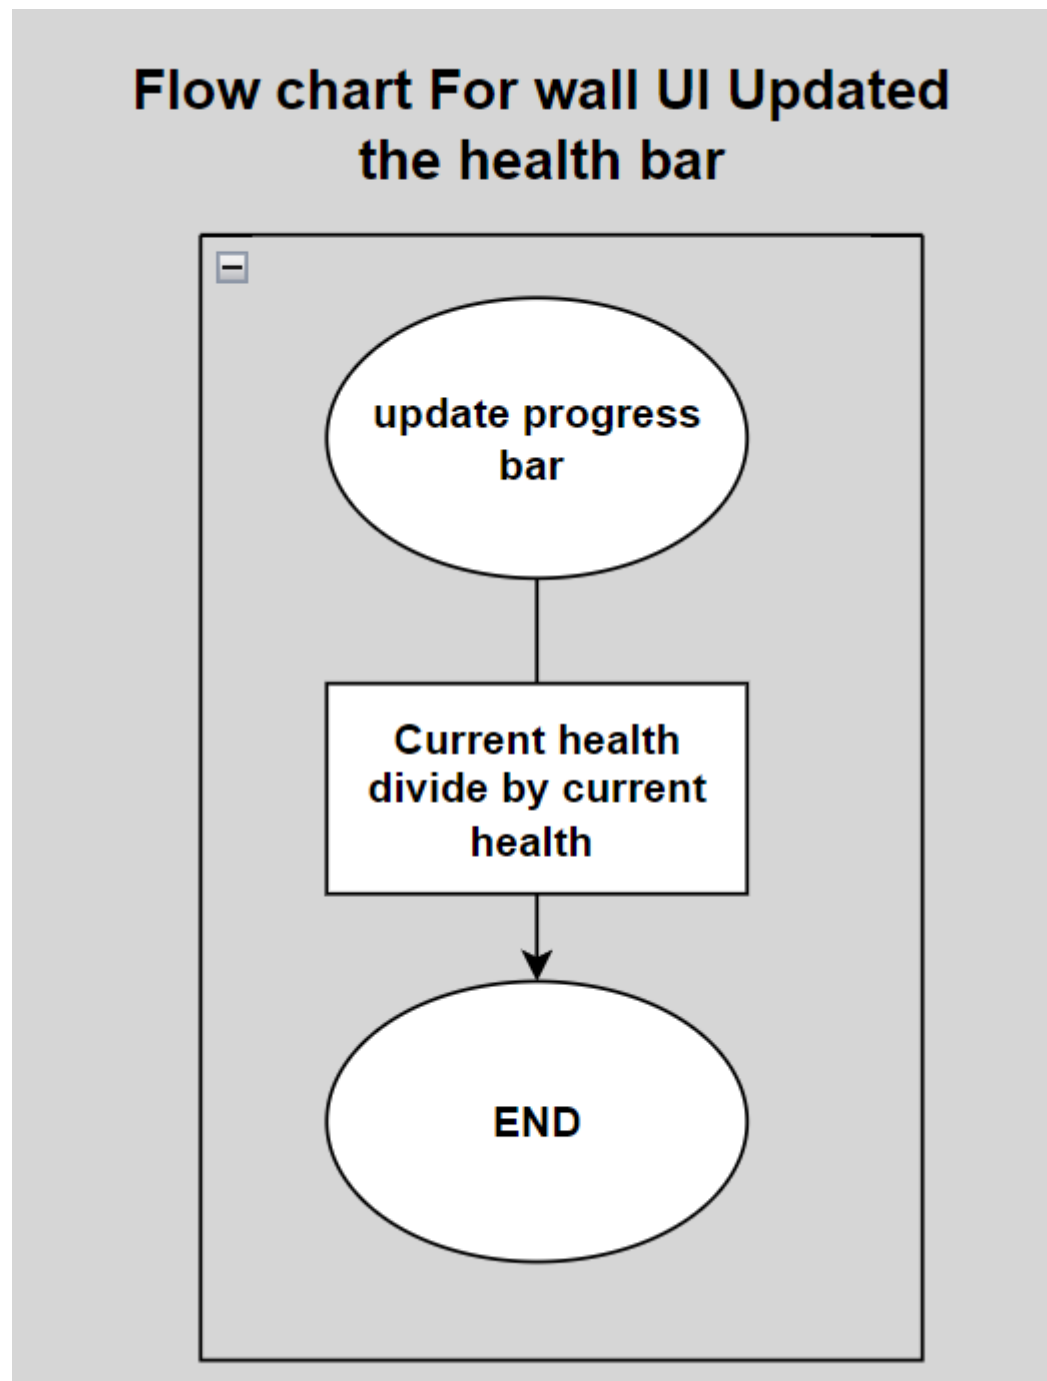 Flow chart For wall UI Updated
the health bar
update progress
bar
Current health
divide by current
health
END